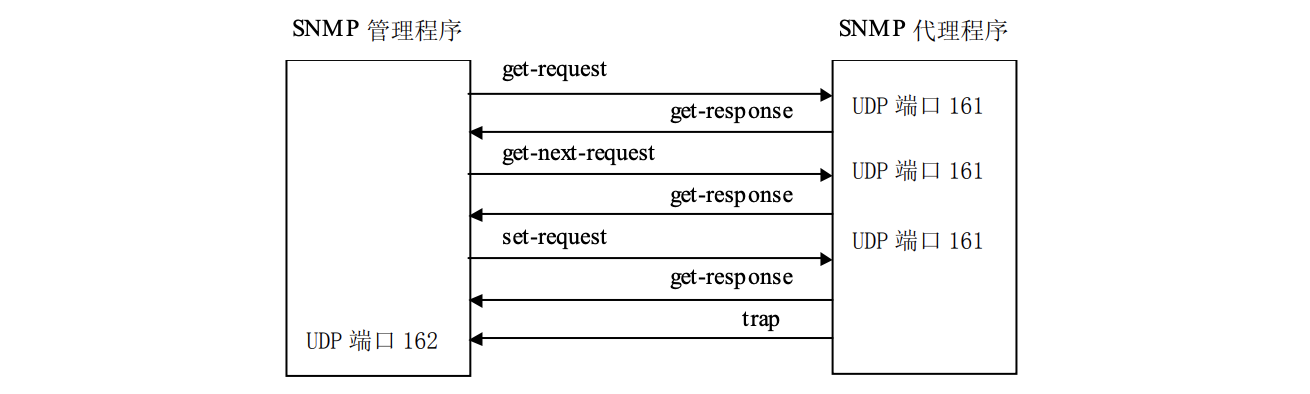 SNMP 管理程序
SNMP 代理程序
get-request
UDP 端口 161
get-response
get-next-request
UDP 端口 161
get-response
set-request
UDP 端口 161
get-response
trap
UDP 端口 162